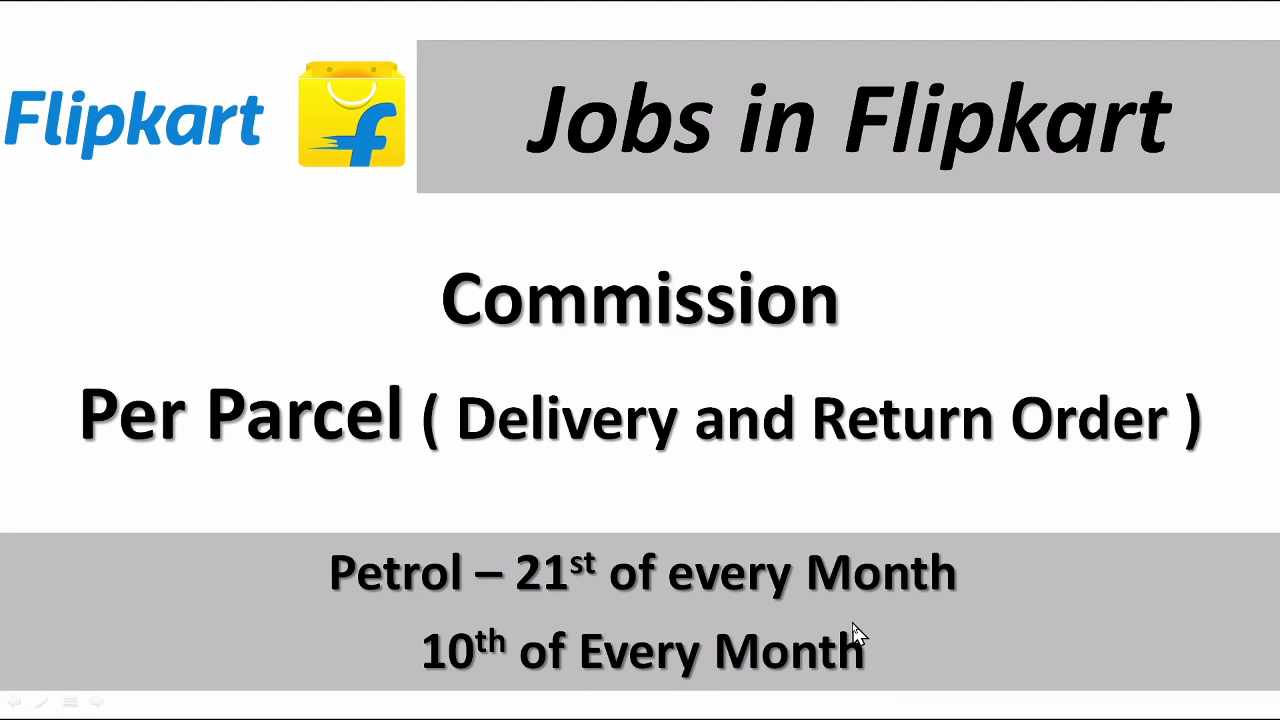 Flipkart
Jobs in Flipkart
Commission
Per Parcel ( Delivery and Return Order )
Petrol – 21st of every Month
10th of Every Month